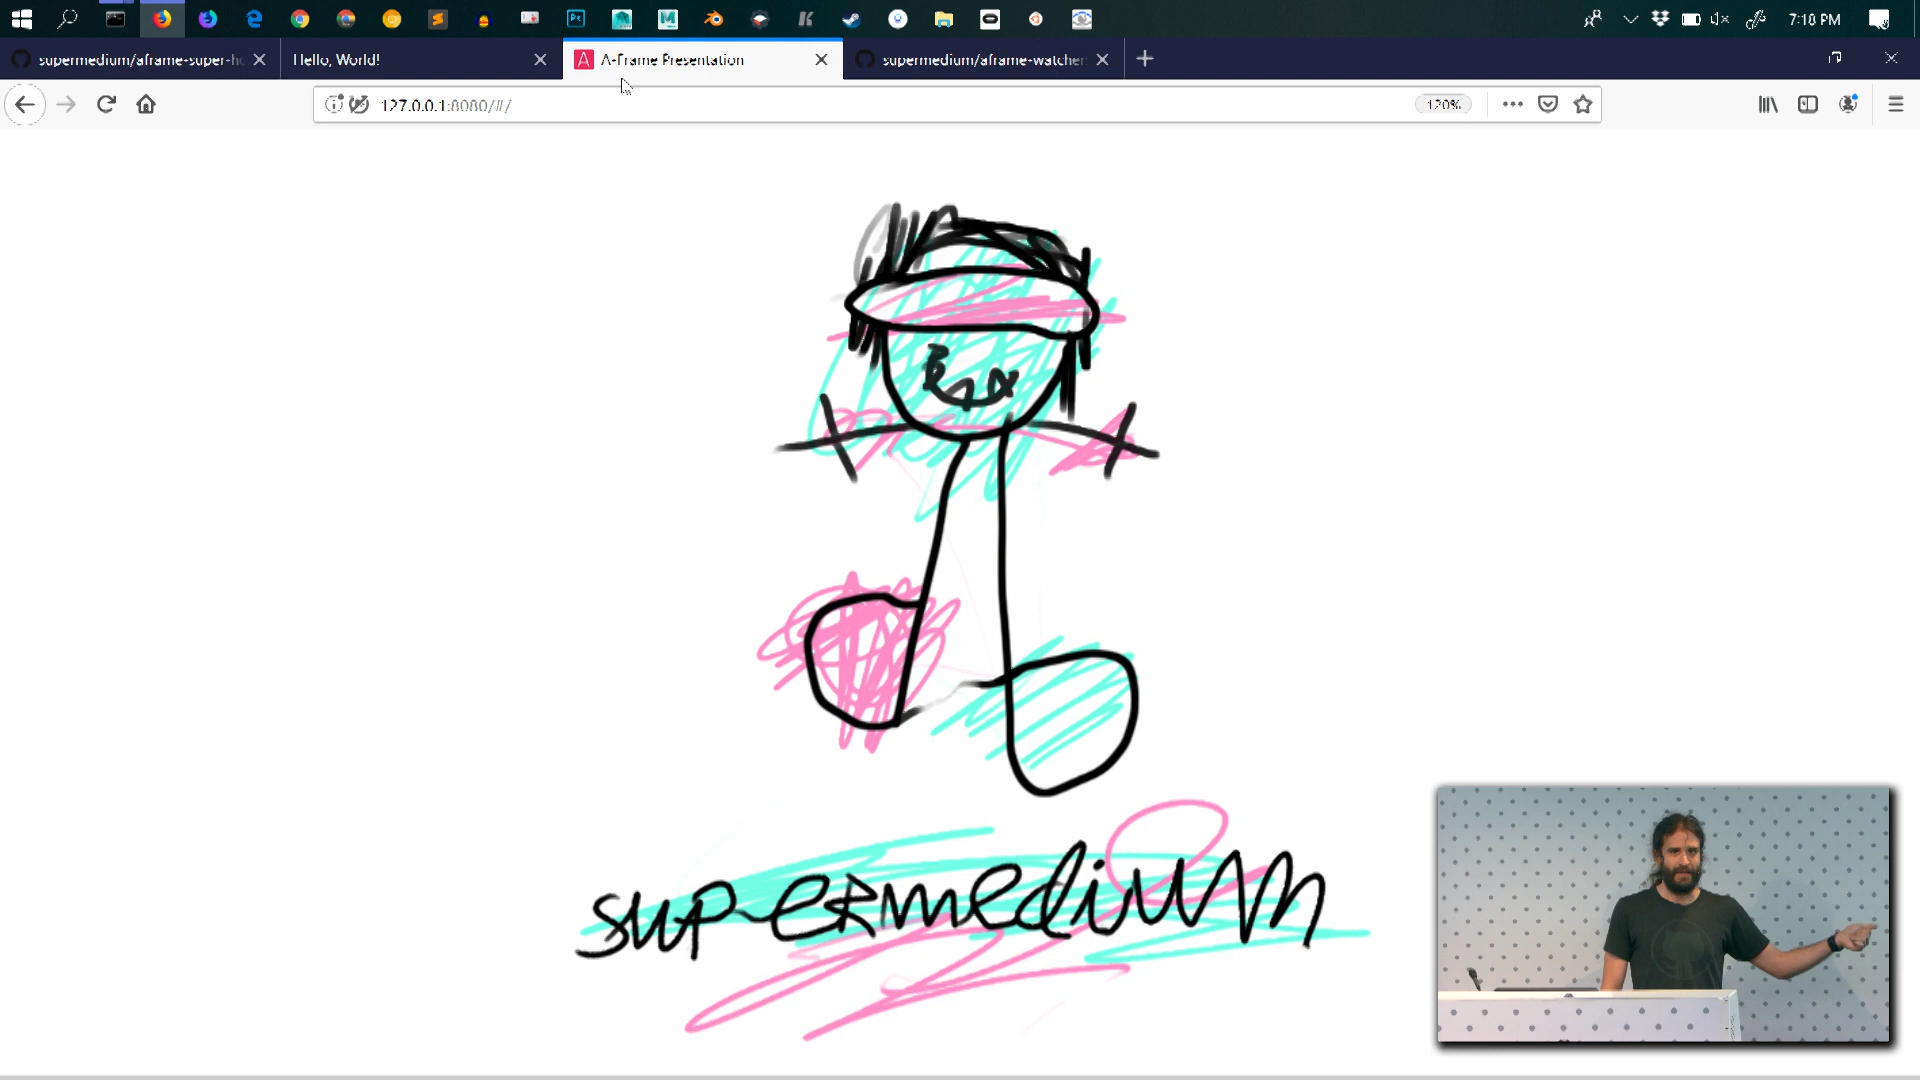 7:18 PM
supermedium/aframe-super-h
Hello, World!
A-Frame Presentation
supermedium/aframe-watcher
127.0.0.1:8080/#/
120%
supermedium